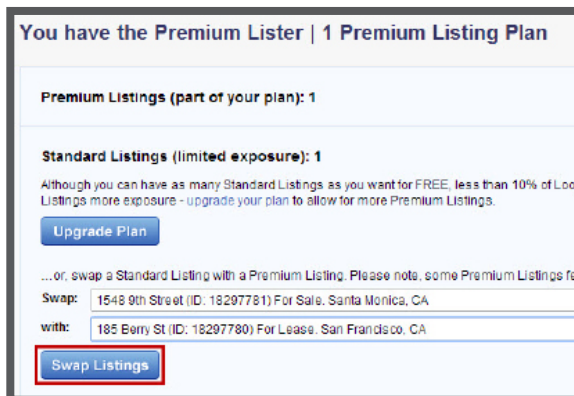 You have the Premium Lister | 1 Premium Listing Plan
Premium Listings (part of your plan): 1
Standard Listings (limited exposure): 1
Although you can have as many Standard Listings as you want for FREE, less than 10% of Loo
Listings more exposure - upgrade your plan to allow for more Premium Listings.
Upgrade Plan
...or, swap a Standard Listing with a Premium Listing. Please note, some Premium Listings fe
Swap: 1548 9th Street (ID: 18297781) For Sale. Santa Monica, CA
with: 185 Berry St (ID: 18297780) For Lease. San Francisco, CA
Swap Listings